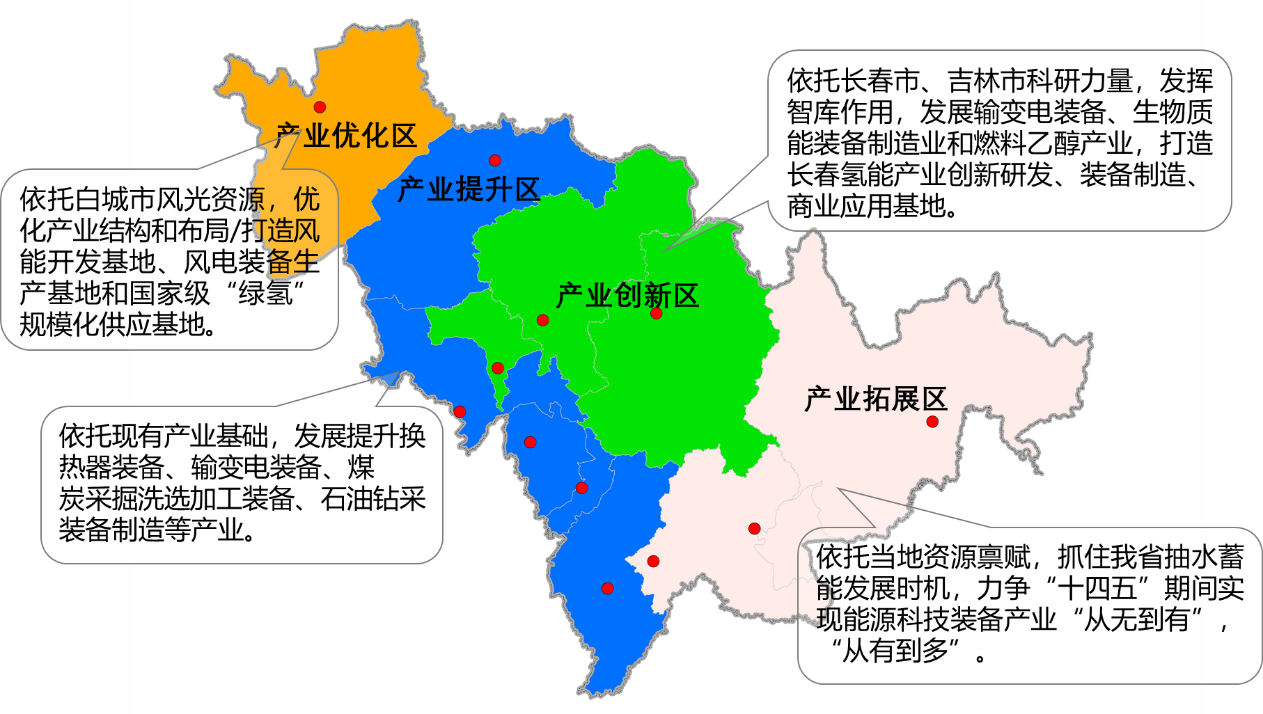 产业优化区
产业提升区
产业创新区
产业拓展区
依托白城市风光资源，优
化产业结构和布局/打造风
能开发基地、风电装备生
产基地和国家级“绿氢”
规模化供应基地。
依托长春市、吉林市科研力量，发挥
智库作用，发展输变电装备、生物质
能装备制造业和燃料乙醇产业，打造
长春氢能产业创新研发、装备制造、
商业应用基地。
依托现有产业基础，发展提升换
热器装备、输变电装备、煤
炭采掘洗选加工装备、石油钻采
装备制造等产业。
依托当地资源禀赋，抓住我省抽水蓄
能发展时机，力争“十四五”期间实
现能源科技装备产业“从无到有”，
“从有到多”。